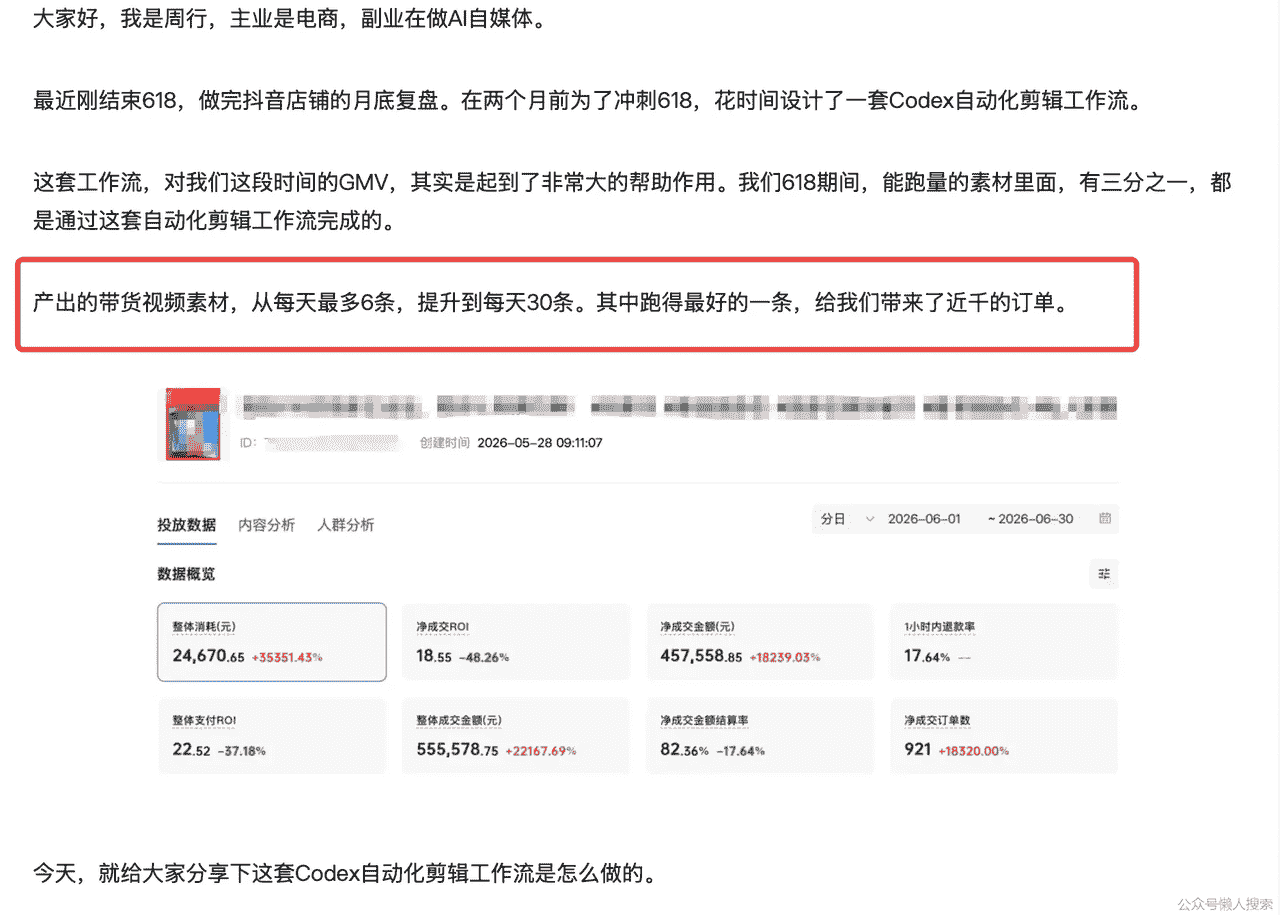 大家好，我是周行，主业是电商，副业在做AI自媒体。
最近刚结束618，做完抖音店铺的月底复盘。在两个月前为了冲刺618，花时间设计了一套Codex自动化剪辑工作流。
这套工作流，对我们这段时间的GMV，其实是起到了非常大的帮助作用。我们618期间，能跑量的素材里面，有三分之一，都
是通过这套自动化剪辑工作流完成的。
产出的带货视频素材，从每天最多6条，提升到每天30条。其中跑得最好的一条，给我们带来了近千的订单。
ID: 创建时间 2026-05-28 09:11:07
投放数据 内容分析 人群分析 分日 2026-06-01 ~ 2026-06-30
数据概览
整体消耗(元) 净成交ROI 净成交金额(元) 1小时内退款率
24,670.65 +35351.43% 18.55 -48.26% 457,558.85 +18239.03% 17.64% --
整体支付ROI 整体成交金额(元) 净成交金额结算率 净成交订单数
22.52 -37.18% 555,578.75 +22167.69% 82.36% -17.64% 921 +18320.00%
今天，就给大家分享下这套Codex自动化剪辑工作流是怎么做的。
公众号懒人搜索